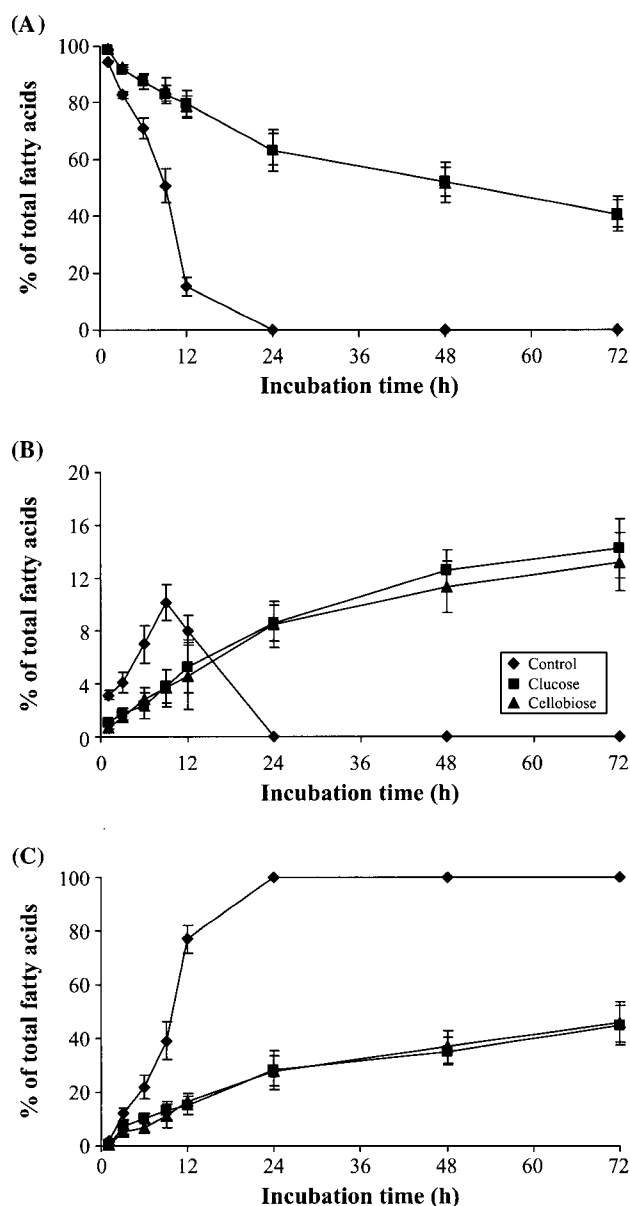 (A)
% of total fatty acids
100
80
60
40
20
0
0 12 24 36 48 60 72
Incubation time (h)
(B)
% of total fatty acids
20
16
12
8
4
0
Control
Clucose
Cellobiose
0 12 24 36 48 60 72
Incubation time (h)
(C)
% of total fatty acids
100
80
60
40
20
0
0 12 24 36 48 60 72
Incubation time (h)